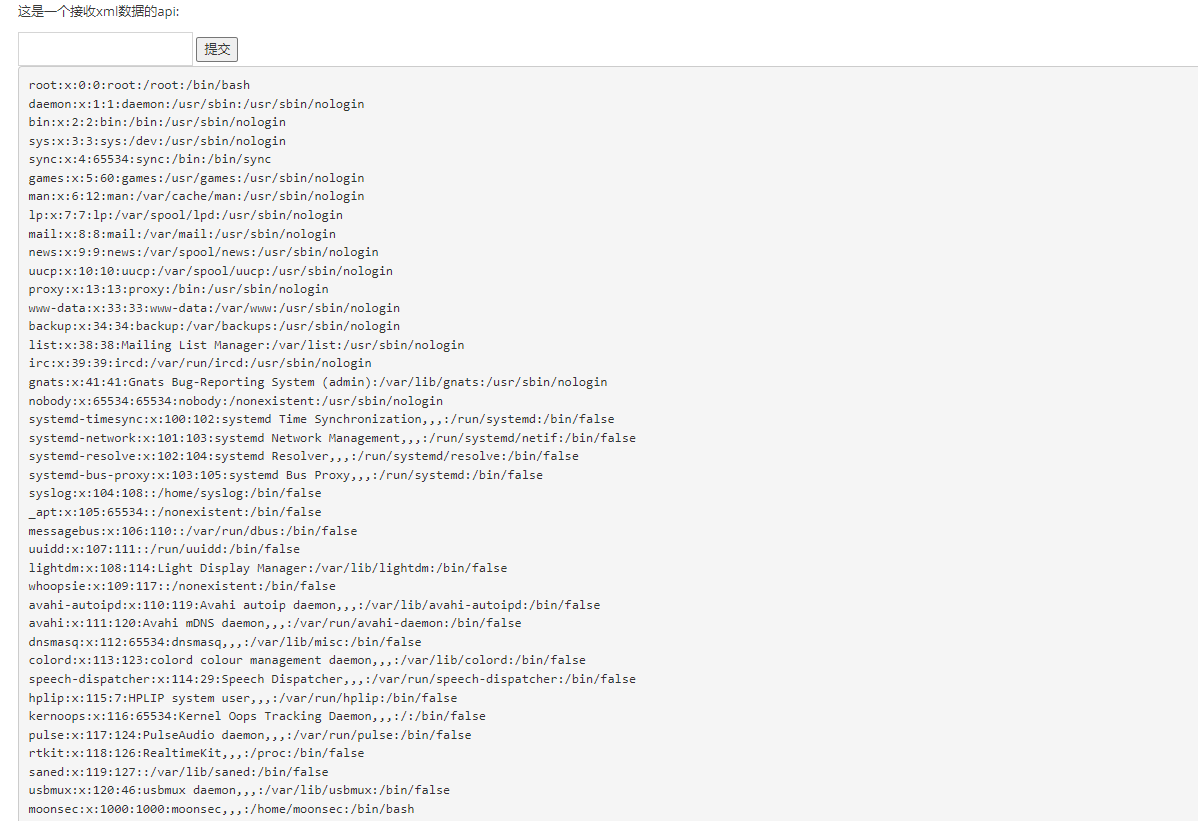 这是一个接收xml数据的api:
提交
root:x:0:0:root:/root:/bin/bash
daemon:x:1:1:daemon:/usr/sbin:/usr/sbin/nologin
bin:x:2:2:bin:/bin:/usr/sbin/nologin
sys:x:3:3:sys:/dev:/usr/sbin/nologin
sync:x:4:65534:sync:/bin:/bin/sync
games:x:5:60:games:/usr/games:/usr/sbin/nologin
man:x:6:12:man:/var/cache/man:/usr/sbin/nologin
lp:x:7:7:lp:/var/spool/lpd:/usr/sbin/nologin
mail:x:8:8:mail:/var/mail:/usr/sbin/nologin
news:x:9:9:news:/var/spool/news:/usr/sbin/nologin
uucp:x:10:10:uucp:/var/spool/uucp:/usr/sbin/nologin
proxy:x:13:13:proxy:/bin:/usr/sbin/nologin
www-data:x:33:33:www-data:/var/www:/usr/sbin/nologin
backup:x:34:34:backup:/var/backups:/usr/sbin/nologin
list:x:38:38:Mailing List Manager:/var/list:/usr/sbin/nologin
irc:x:39:39:ircd:/var/run/ircd:/usr/sbin/nologin
gnats:x:41:41:Gnats Bug-Reporting System (admin):/var/lib/gnats:/usr/sbin/nologin
nobody:x:65534:65534:nobody:/nonexistent:/usr/sbin/nologin
systemd-timesync:x:100:102:systemd Time Synchronization,,,:/run/systemd:/bin/false
systemd-network:x:101:103:systemd Network Management,,,:/run/systemd/netif:/bin/false
systemd-resolve:x:102:104:systemd Resolver,,,:/run/systemd/resolve:/bin/false
systemd-bus-proxy:x:103:105:systemd Bus Proxy,,,:/run/systemd:/bin/false
syslog:x:104:108::/home/syslog:/bin/false
_apt:x:105:65534::/nonexistent:/bin/false
messagebus:x:106:110::/var/run/dbus:/bin/false
uuidd:x:107:111::/run/uuidd:/bin/false
lightdm:x:108:114:Light Display Manager:/var/lib/lightdm:/bin/false
whoopsie:x:109:117::/nonexistent:/bin/false
avahi-autoipd:x:110:119:Avahi autoip daemon,,,:/var/lib/avahi-autoipd:/bin/false
avahi:x:111:120:Avahi mDNS daemon,,,:/var/run/avahi-daemon:/bin/false
dnsmasq:x:112:65534:dnsmasq,,,:/var/lib/misc:/bin/false
colord:x:113:123:colord colour management daemon,,,:/var/lib/colord:/bin/false
speech-dispatcher:x:114:29:Speech Dispatcher,,,:/var/run/speech-dispatcher:/bin/false
hplip:x:115:7:HPLIP system user,,,:/var/run/hplip:/bin/false
kernoops:x:116:65534:Kernel Oops Tracking Daemon,,,:/:/bin/false
pulse:x:117:124:PulseAudio daemon,,,:/var/run/pulse:/bin/false
rtkit:x:118:126:RealtimeKit,,,:/proc:/bin/false
saned:x:119:127::/var/lib/saned:/bin/false
usbmux:x:120:46:usbmux daemon,,,:/var/lib/usbmux:/bin/false
moonsec:x:1000:1000:moonsec,,,:/home/moonsec:/bin/bash